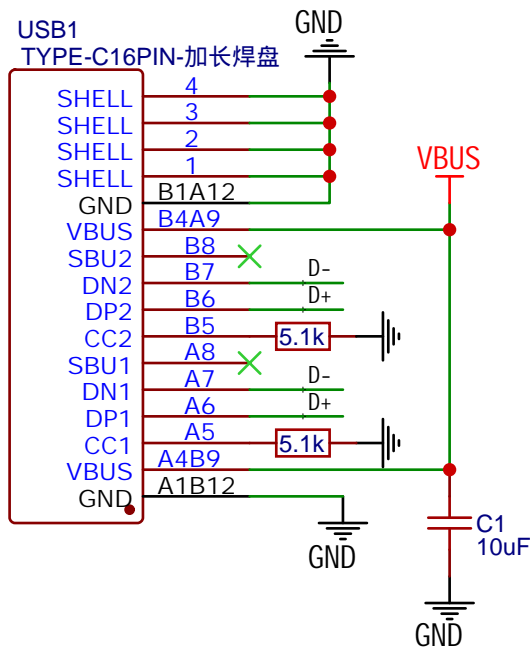 GND
USB1
TYPE-C16PIN-加长焊盘
SHELL 4
SHELL 3
SHELL 2
SHELL 1
GND B1A12
VBUS B4A9
VBUS
SBU2 B8
DN2 B7 D-
DP2 B6 D+
CC2 B5 5.1k
SBU1 A8
DN1 A7 D-
DP1 A6 D+
CC1 A5 5.1k
VBUS A4B9
GND A1B12
C1
10uF
GND
GND